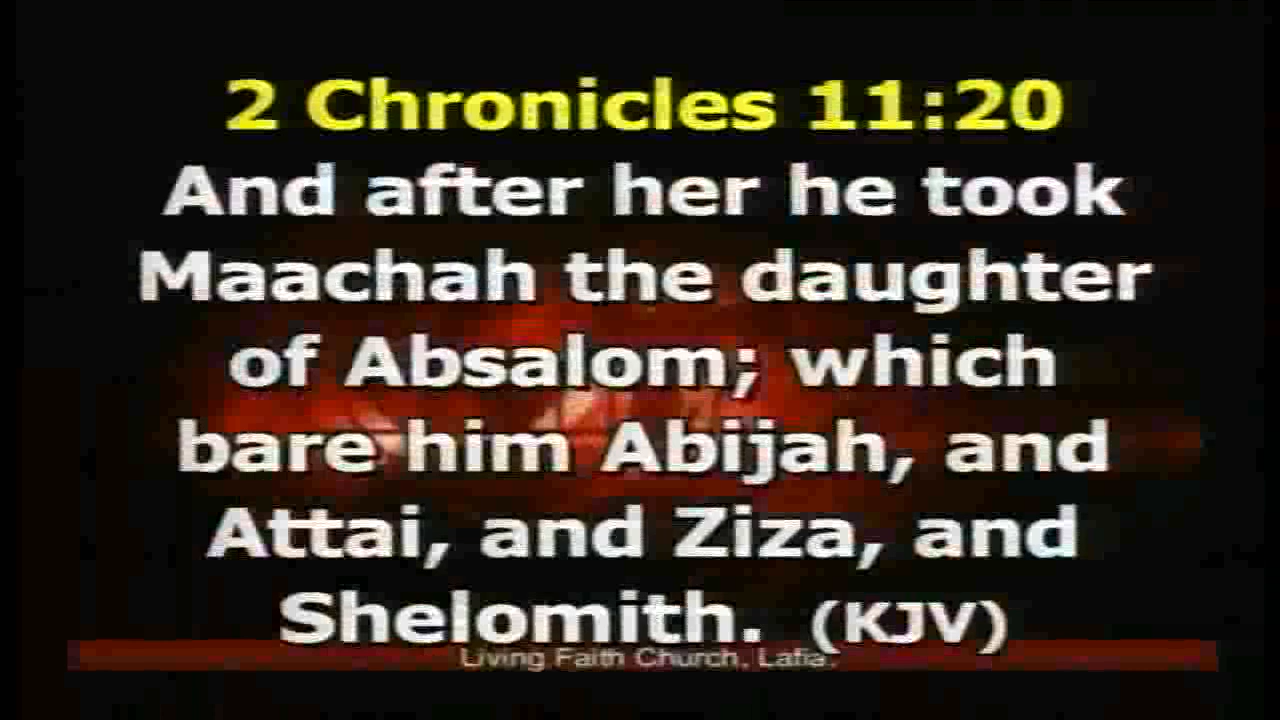 2 Chronicles 11:20
And after her he took
Maachah the daughter
of Absalom; which
bare him Abijah, and
Attai, and Ziza, and
Shelomith. (KJV)
Living Faith Church, Lafia.